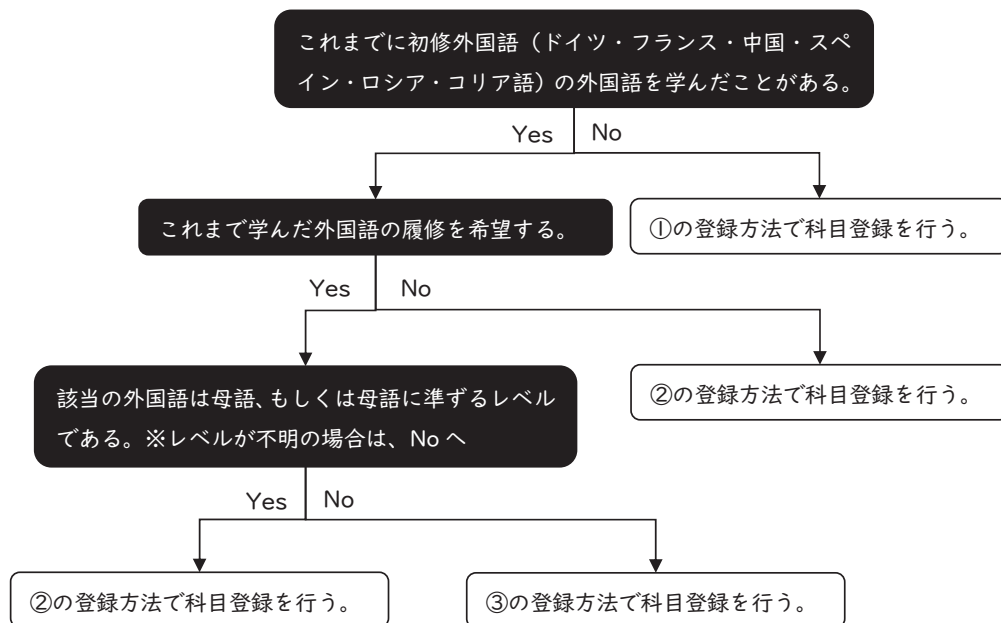 これまでに初修外国語（ドイツ・フランス・中国・スペ
イン・ロシア・コリア語）の外国語を学んだことがある。
Yes No
これまで学んだ外国語の履修を希望する。
①の登録方法で科目登録を行う。
Yes No
該当の外国語は母語、もしくは母語に準ずるレベル
である。※レベルが不明の場合は、No へ
②の登録方法で科目登録を行う。
Yes No
②の登録方法で科目登録を行う。
③の登録方法で科目登録を行う。